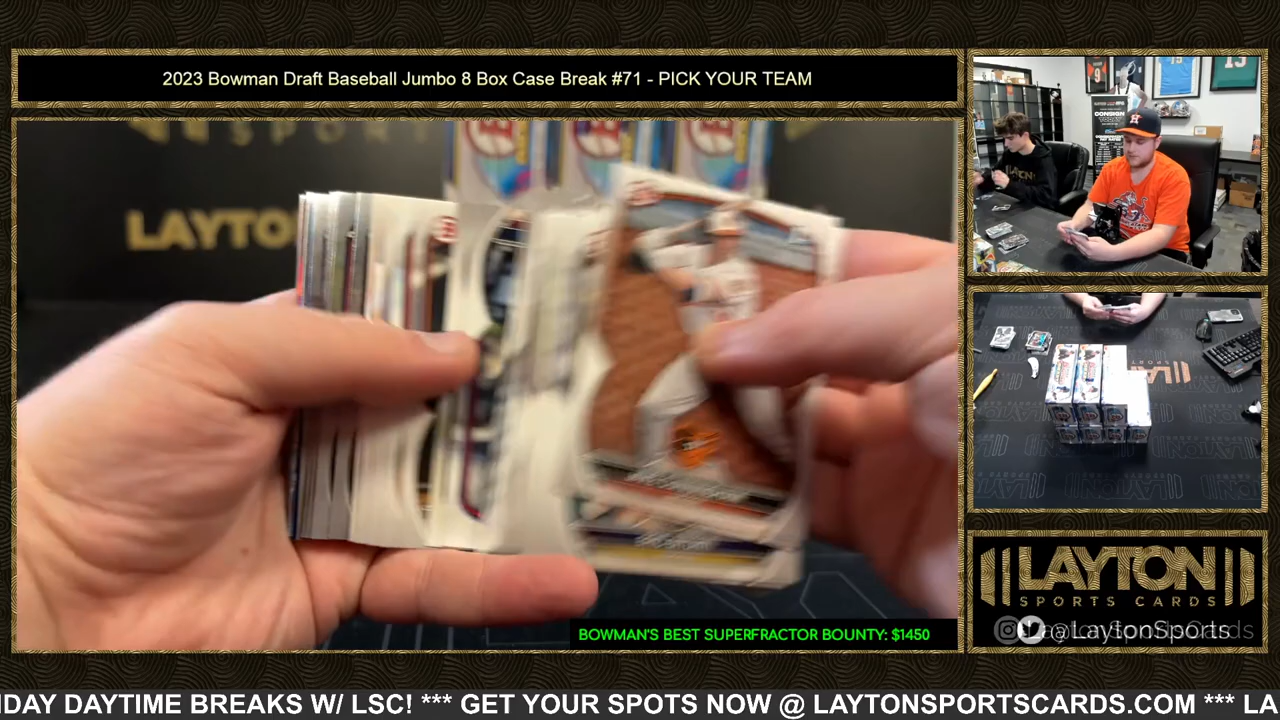 2023 Bowman Draft Baseball Jumbo 8 Box Case Break #71 - PICK YOUR TEAM
LAYTON
BOWMAN'S BEST SUPERFRACTOR BOUNTY: $1450
LAYTON
SPORTS CARDS
@LaytonSports
IDAY DAYTIME BREAKS W/ LSC! *** GET YOUR SPOTS NOW @ LAYTONSPORTSCARDS.COM *** LA